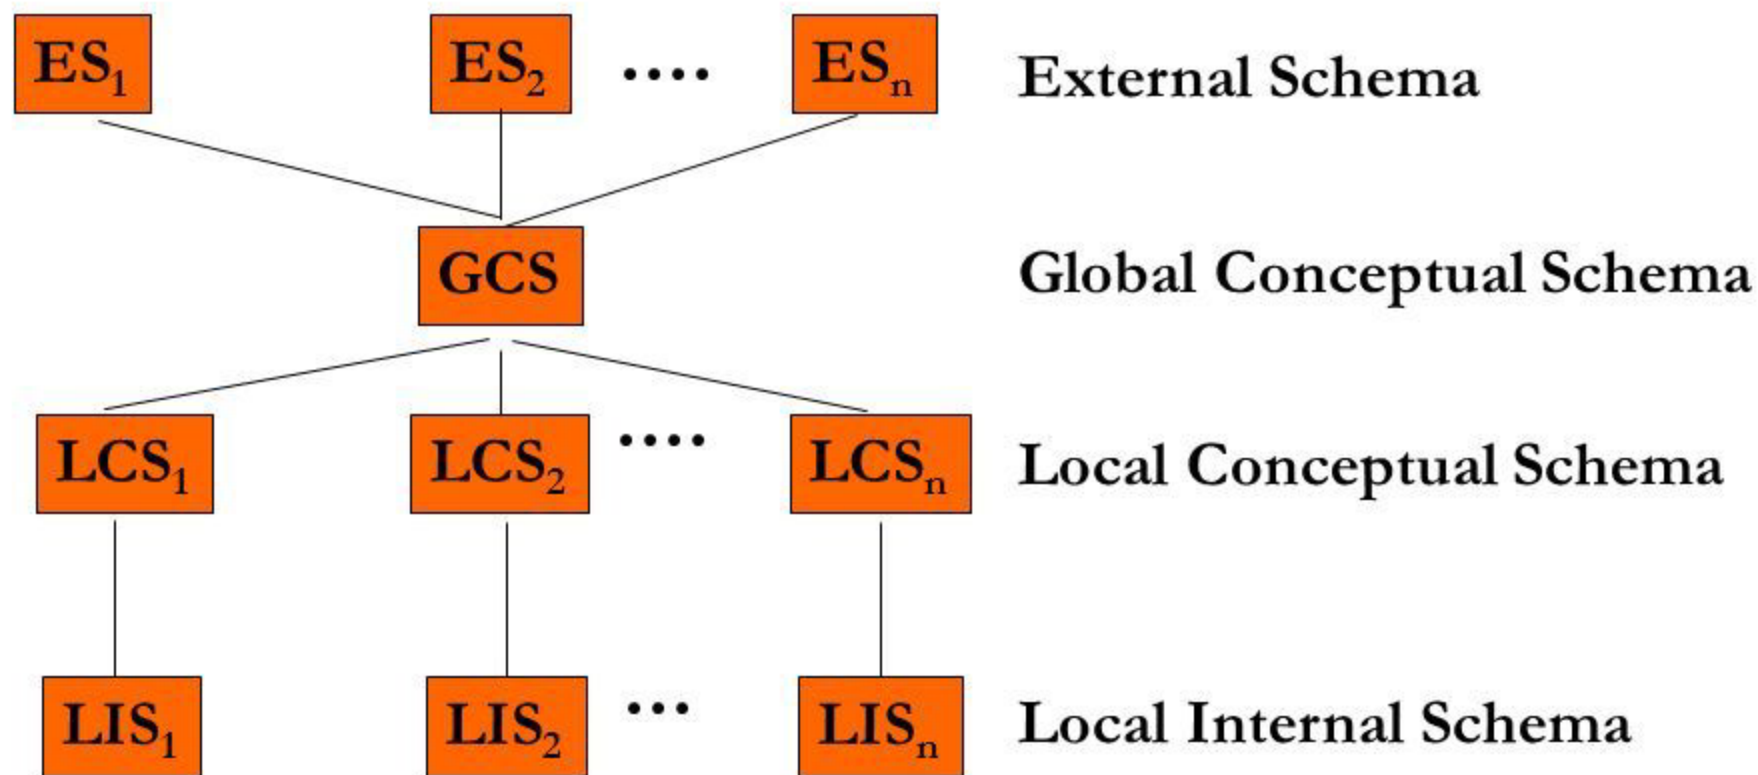 ES₁ ES₂ .... ESₙ External Schema
GCS Global Conceptual Schema
LCS₁ LCS₂ .... LCSₙ Local Conceptual Schema
LIS₁ LIS₂ ... LISₙ Local Internal Schema